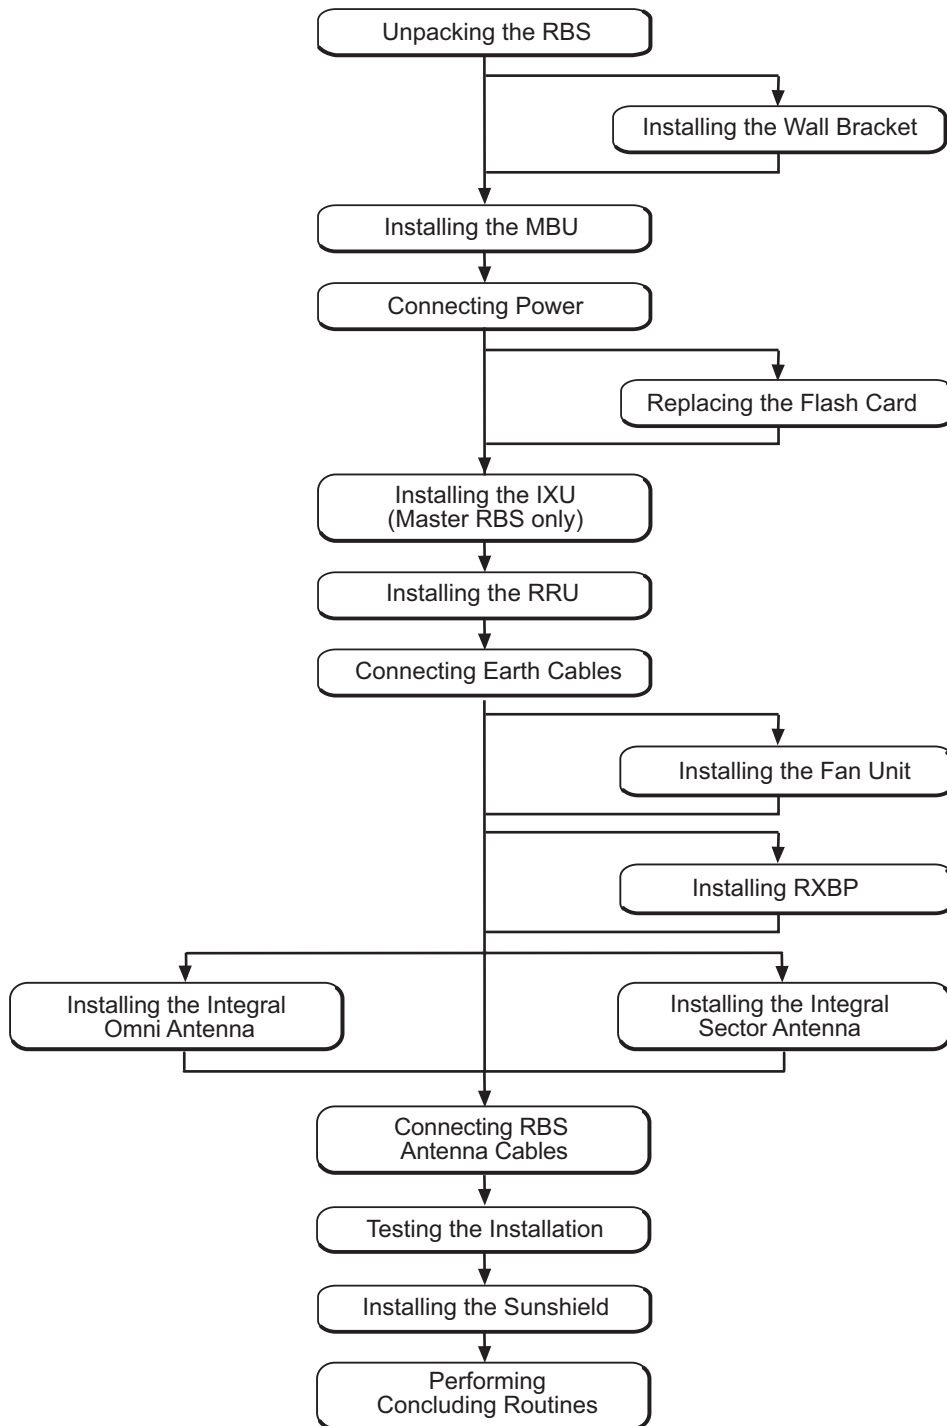 Unpacking the RBS
Installing the Wall Bracket
Installing the MBU
Connecting Power
Replacing the Flash Card
Installing the IXU
(Master RBS only)
Installing the RRU
Connecting Earth Cables
Installing the Fan Unit
Installing RXBP
Installing the Integral
Omni Antenna
Installing the Integral
Sector Antenna
Connecting RBS
Antenna Cables
Testing the Installation
Installing the Sunshield
Performing
Concluding Routines